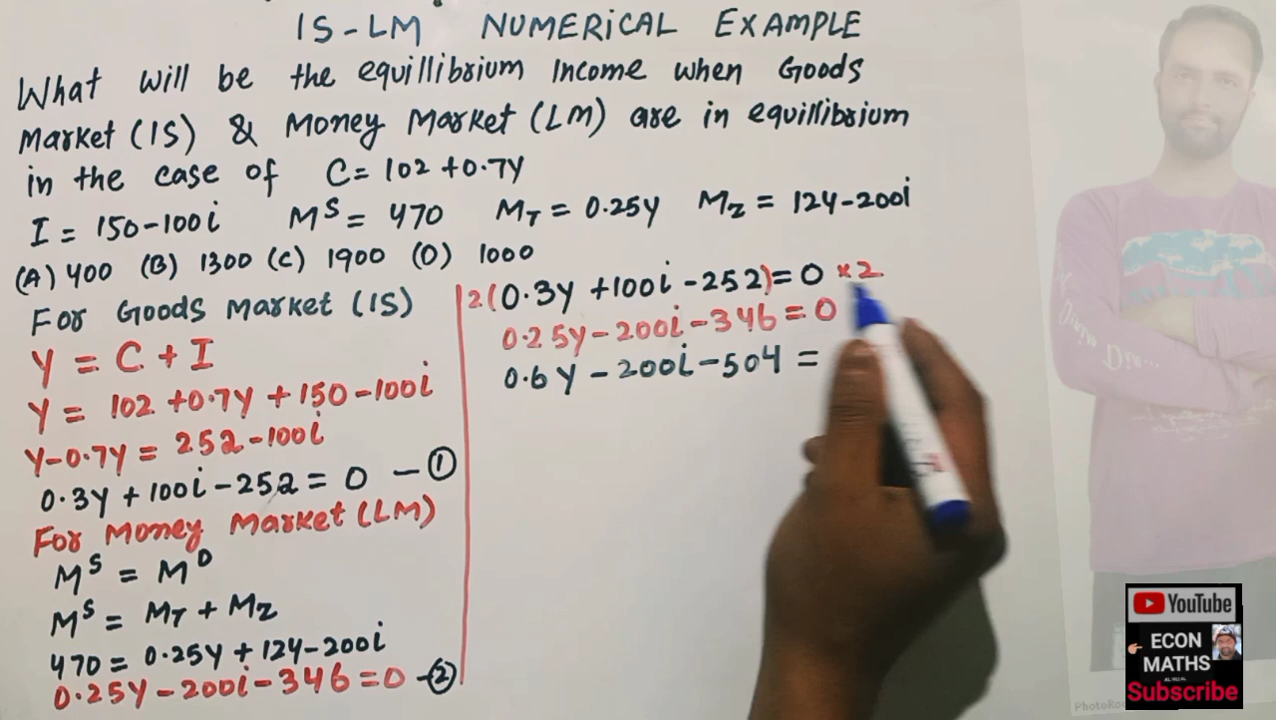 IS-LM NUMERICAL EXAMPLE
What will be the equillibrium Income when Goods
Market (IS) & Money Market (LM) are in equillibrium
in the case of C = 102 + 0.7Y
I = 150 - 100i M^S = 470 M_T = 0.25Y M_Z = 124 - 200i
(A) 400 (B) 1300 (C) 1900 (D) 1000
For Goods Market (IS)
Y = C + I
Y = 102 + 0.7Y + 150 - 100i
Y - 0.7Y = 252 - 100i
0.3Y + 100i - 252 = 0 - ①
For Money Market (LM)
M^S = M^D
M^S = M_T + M_Z
470 = 0.25Y + 124 - 200i
0.25Y - 200i - 346 = 0 - ②
2(0.3Y + 100i - 252) = 0 × 2
0.25Y - 200i - 346 = 0
0.6Y - 200i - 504 =
YouTube
ECON
MATHS
Subscribe